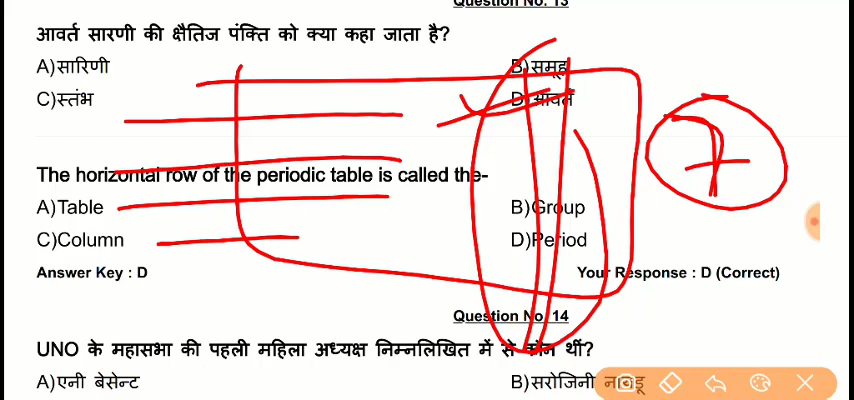 Question No. 13
आवर्त सारणी की क्षैतिज पंक्ति को क्या कहा जाता है?
A)सारिणी B)समूह
C)स्तंभ D)आवर्त
7
The horizontal row of the periodic table is called the-
A)Table B)Group
C)Column D)Period
Answer Key : D Your Response : D (Correct)
Question No. 14
UNO के महासभा की पहली महिला अध्यक्ष निम्नलिखित में से कौन थीं?
A)एनी बेसेन्ट B)सरोजिनी